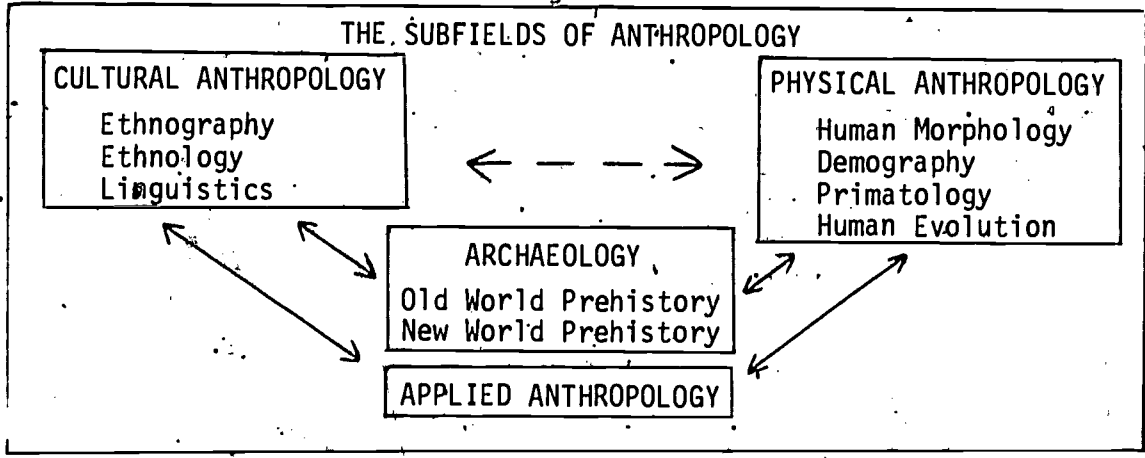 THE SUBFIELDS OF ANTHROPOLOGY
CULTURAL ANTHROPOLOGY
Ethnography
Ethnology
Linguistics
PHYSICAL ANTHROPOLOGY
Human Morphology
Demography
Primatology
Human Evolution
ARCHAEOLOGY
Old World Prehistory
New World Prehistory
APPLIED ANTHROPOLOGY